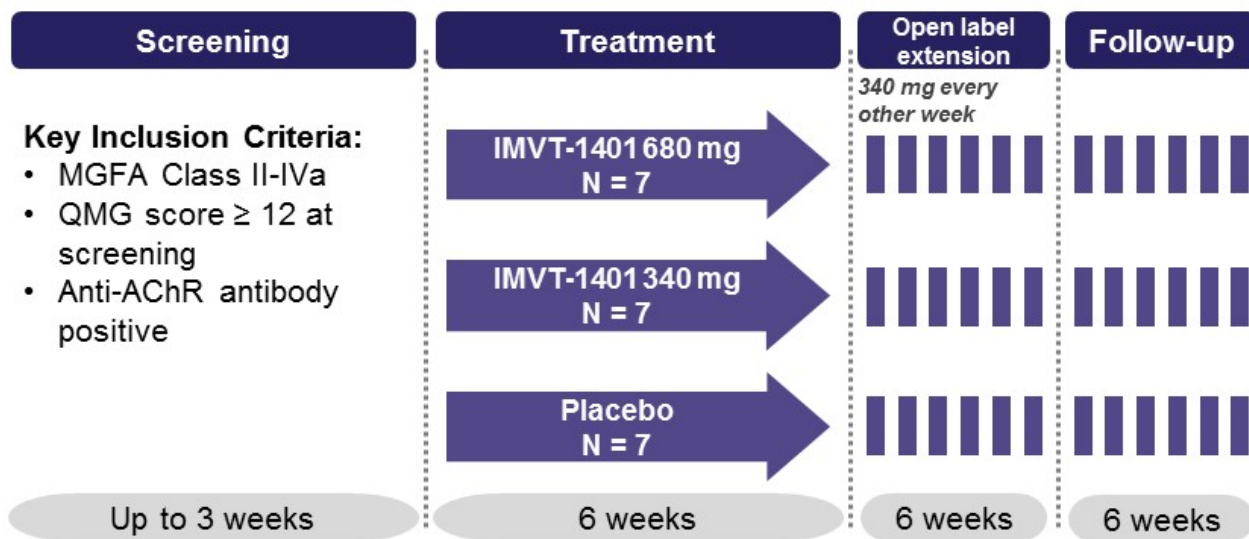 Screening
Treatment
Open label
extension
Follow-up
Key Inclusion Criteria:
• MGFA Class II-IVa
• QMG score ≥ 12 at
screening
• Anti-AChR antibody
positive
IMVT-1401 680 mg
N = 7
IMVT-1401 340 mg
N = 7
Placebo
N = 7
340 mg every
other week
Up to 3 weeks
6 weeks
6 weeks
6 weeks